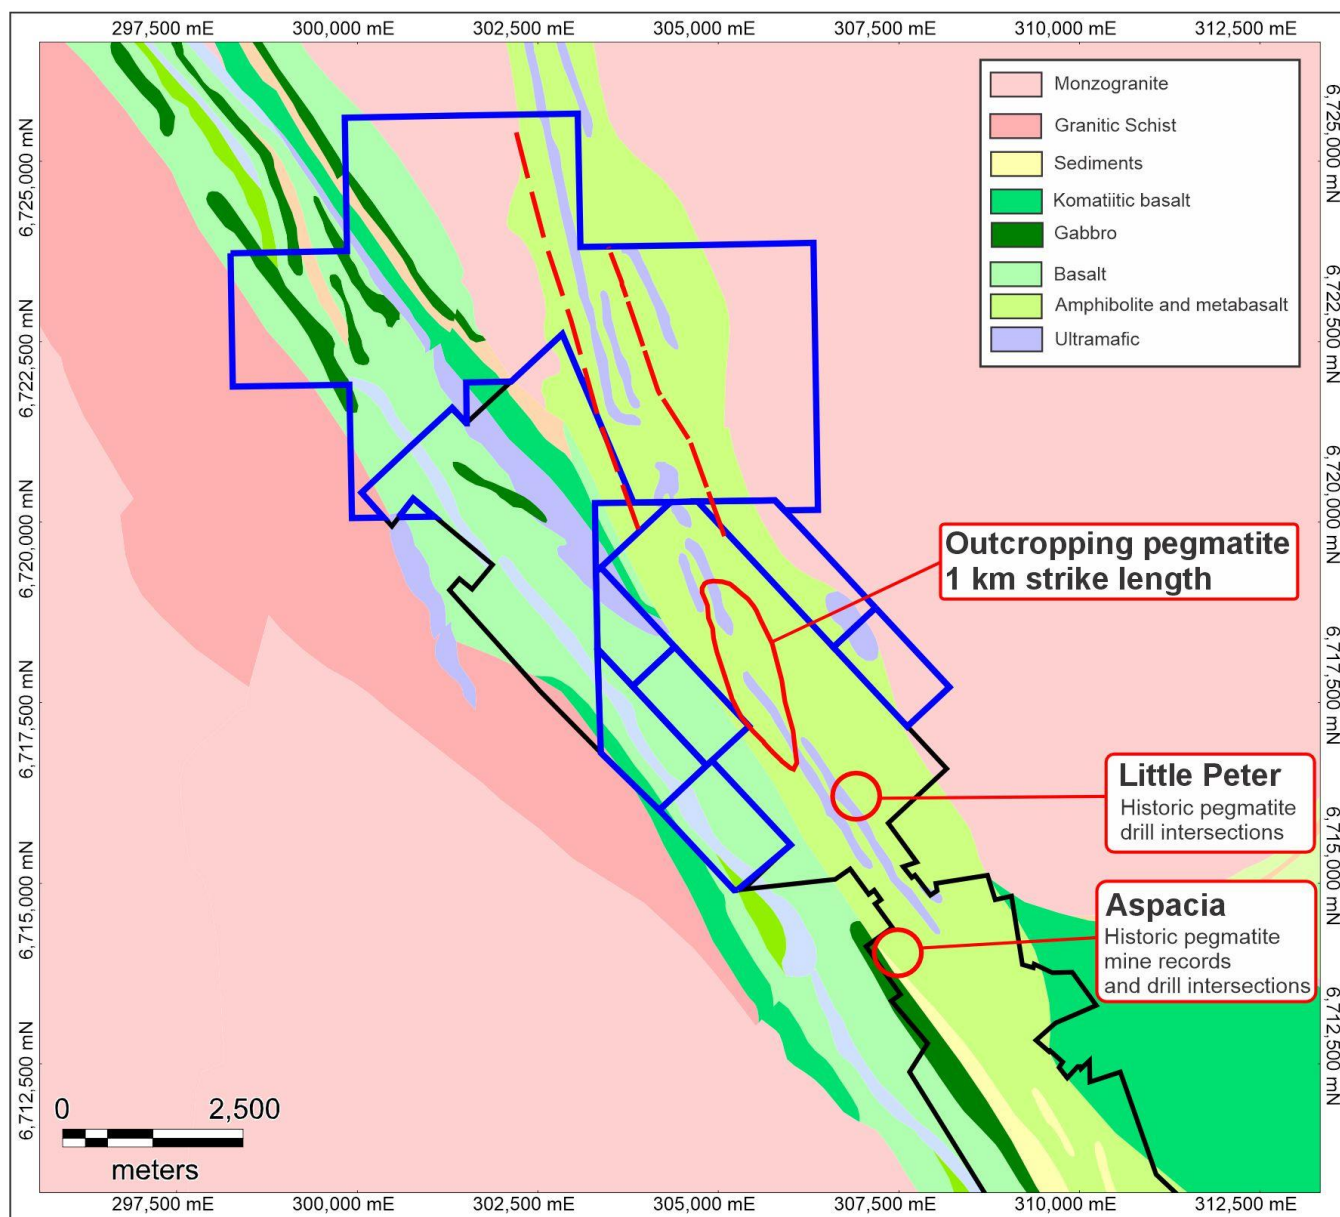 297,500 mE 300,000 mE 302,500 mE 305,000 mE 307,500 mE 310,000 mE 312,500 mE
Monzogranite
Granitic Schist
Sediments
Komatiitic basalt
Gabbro
Basalt
Amphibolite and metabasalt
Ultramafic
6,725,000 mN
6,722,500 mN
6,720,000 mN
6,717,500 mN
6,715,000 mN
6,712,500 mN
6,725,000 mN
6,722,500 mN
6,720,000 mN
6,717,500 mN
6,715,000 mN
6,712,500 mN
Outcropping pegmatite
1 km strike length
Little Peter
Historic pegmatite
drill intersections
Aspacia
Historic pegmatite
mine records
and drill intersections
0 2,500
meters
297,500 mE 300,000 mE 302,500 mE 305,000 mE 307,500 mE 310,000 mE 312,500 mE